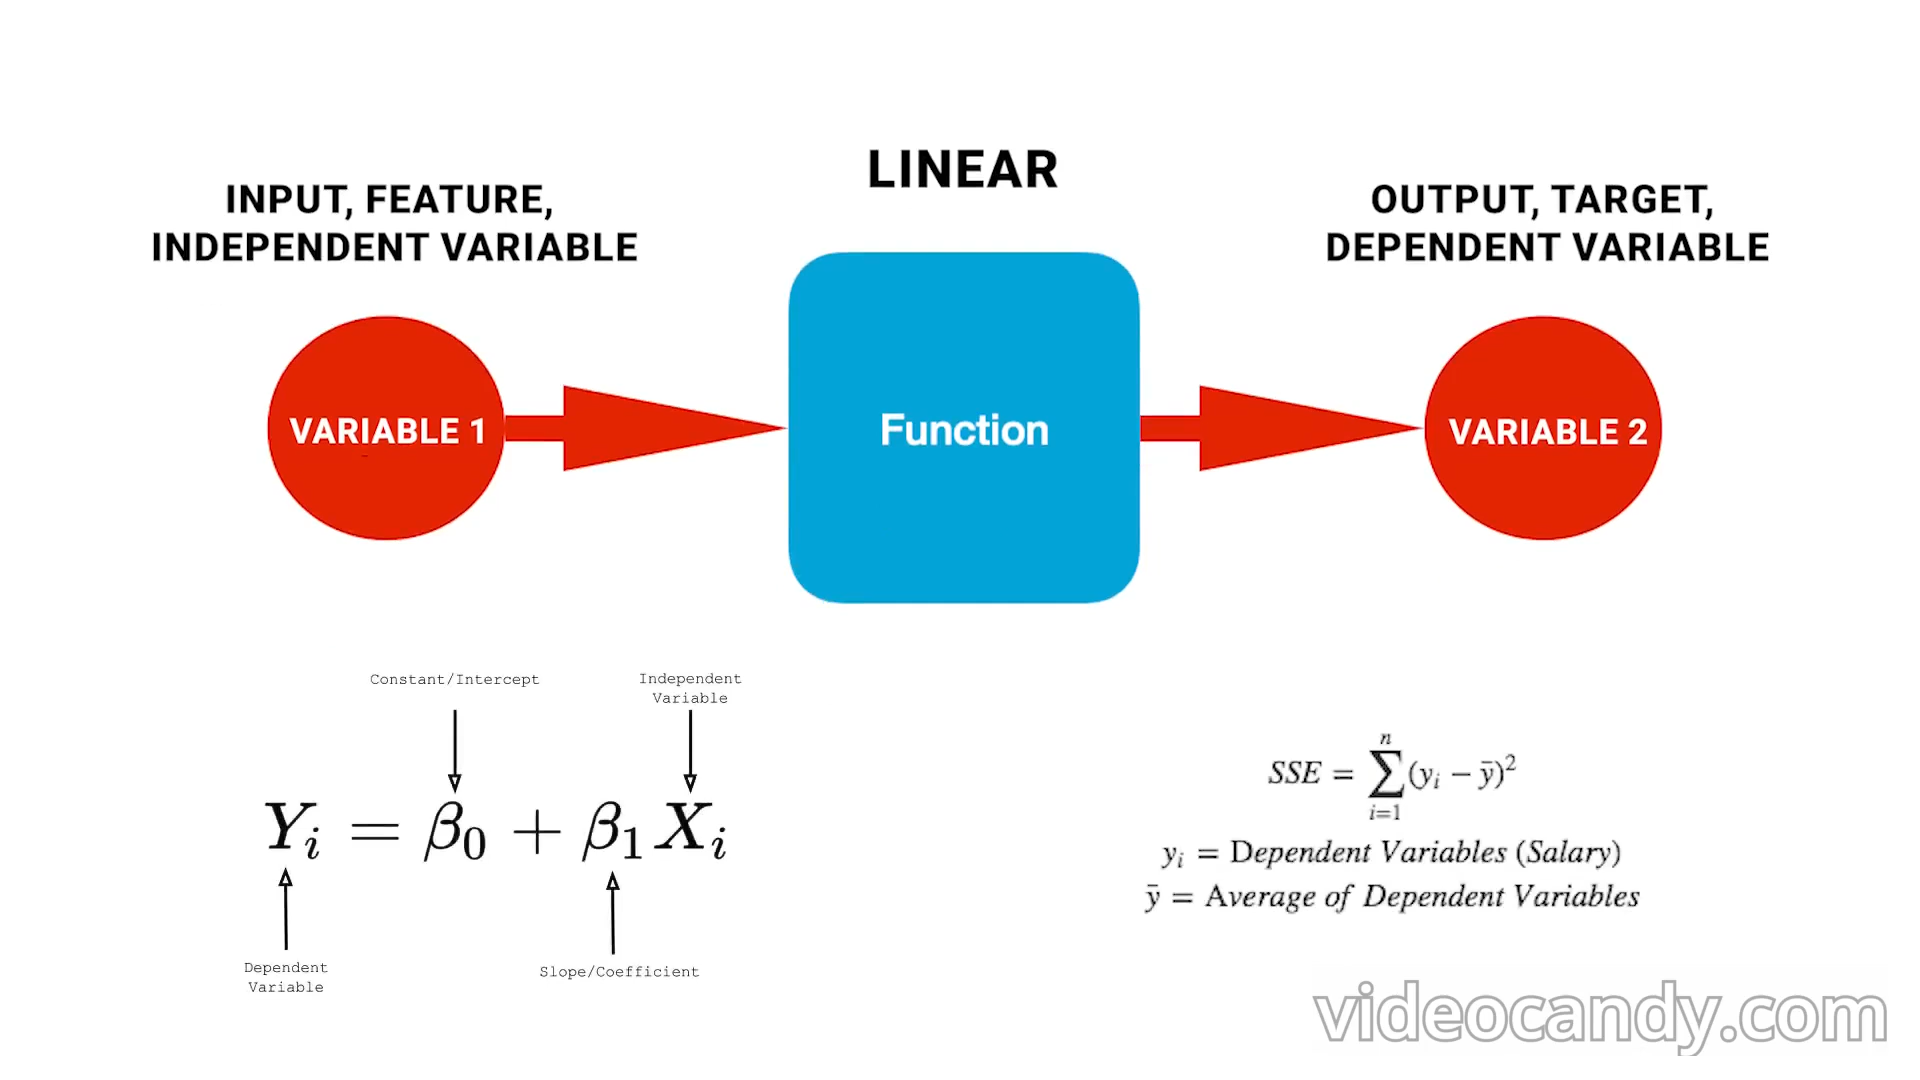 LINEAR
INPUT, FEATURE,
INDEPENDENT VARIABLE
OUTPUT, TARGET,
DEPENDENT VARIABLE
VARIABLE 1
Function
VARIABLE 2
Constant/Intercept
Independent
Variable
Yᵢ = β₀ + β₁Xᵢ
Dependent
Variable
Slope/Coefficient
n
SSE = ∑(yᵢ − ȳ)²
i=1
yᵢ = Dependent Variables (Salary)
ȳ = Average of Dependent Variables
videocandy.com